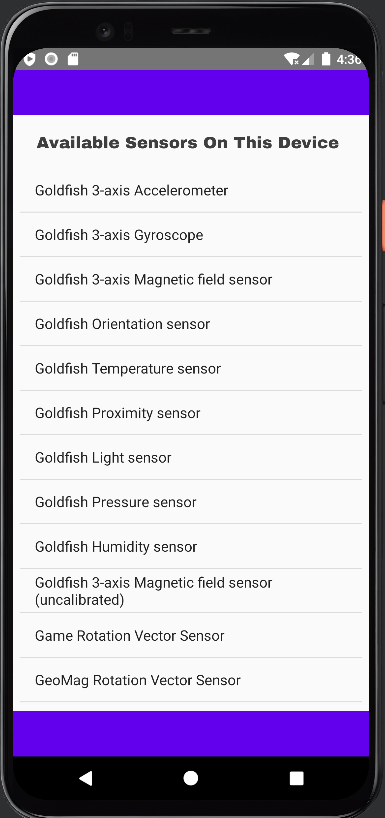 4:36
Available Sensors On This Device
Goldfish 3-axis Accelerometer
Goldfish 3-axis Gyroscope
Goldfish 3-axis Magnetic field sensor
Goldfish Orientation sensor
Goldfish Temperature sensor
Goldfish Proximity sensor
Goldfish Light sensor
Goldfish Pressure sensor
Goldfish Humidity sensor
Goldfish 3-axis Magnetic field sensor
(uncalibrated)
Game Rotation Vector Sensor
GeoMag Rotation Vector Sensor